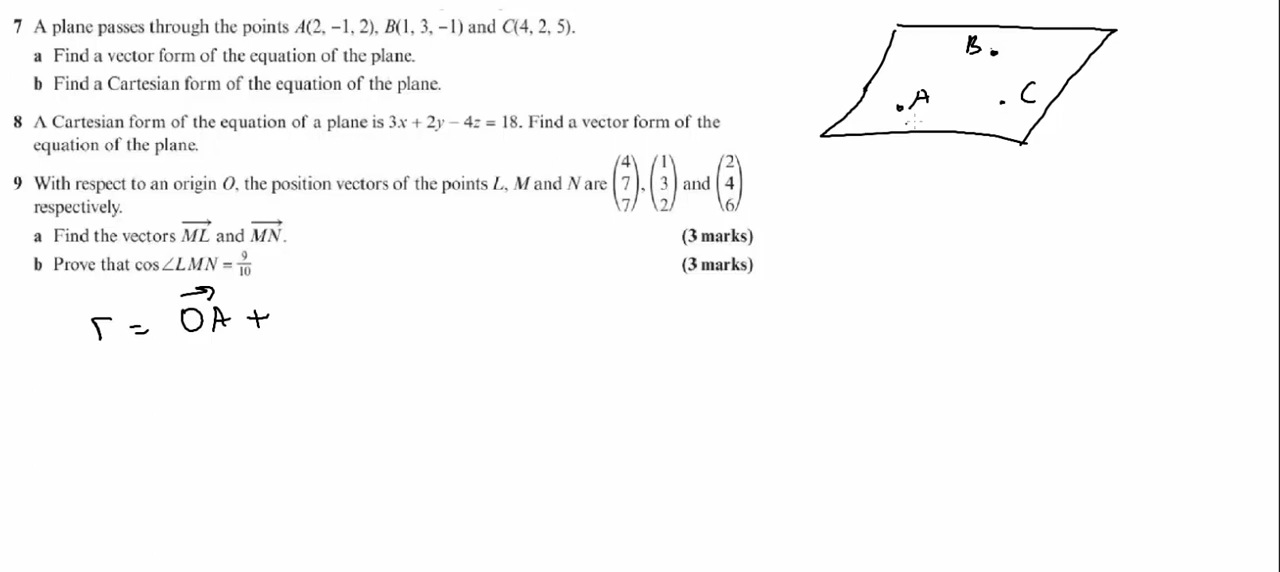 7 A plane passes through the points A(2, −1, 2), B(1, 3, −1) and C(4, 2, 5).
a Find a vector form of the equation of the plane.
b Find a Cartesian form of the equation of the plane.
8 A Cartesian form of the equation of a plane is 3x + 2y − 4z = 18. Find a vector form of the
equation of the plane.
9 With respect to an origin O, the position vectors of the points L, M and N are (4 7 7), (1 3 2) and (2 4 6)
respectively.
a Find the vectors ML and MN. (3 marks)
b Prove that cos∠LMN = 9/10 (3 marks)
r = OA +
B
A
C